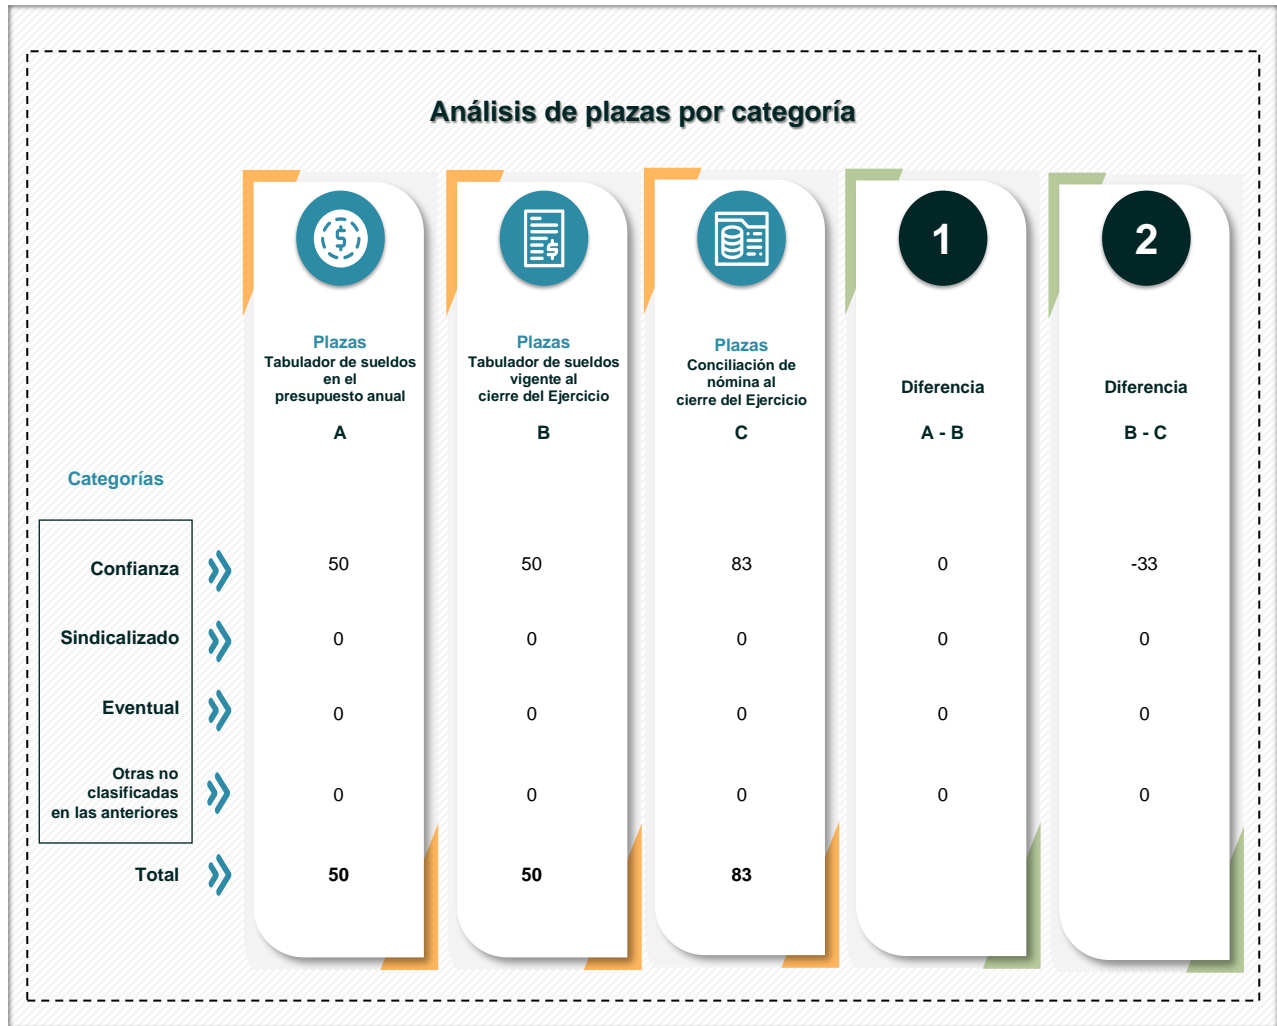 Análisis de plazas por categoría
Plazas
Tabulador de sueldos
en el
presupuesto anual
A
Plazas
Tabulador de sueldos
vigente al
cierre del Ejercicio
B
Plazas
Conciliación de
nómina al
cierre del Ejercicio
C
1
Diferencia
A - B
2
Diferencia
B - C
Categorías
Confianza 50 50 83 0 -33
Sindicalizado 0 0 0 0 0
Eventual 0 0 0 0 0
Otras no
clasificadas
en las anteriores 0 0 0 0 0
Total 50 50 83